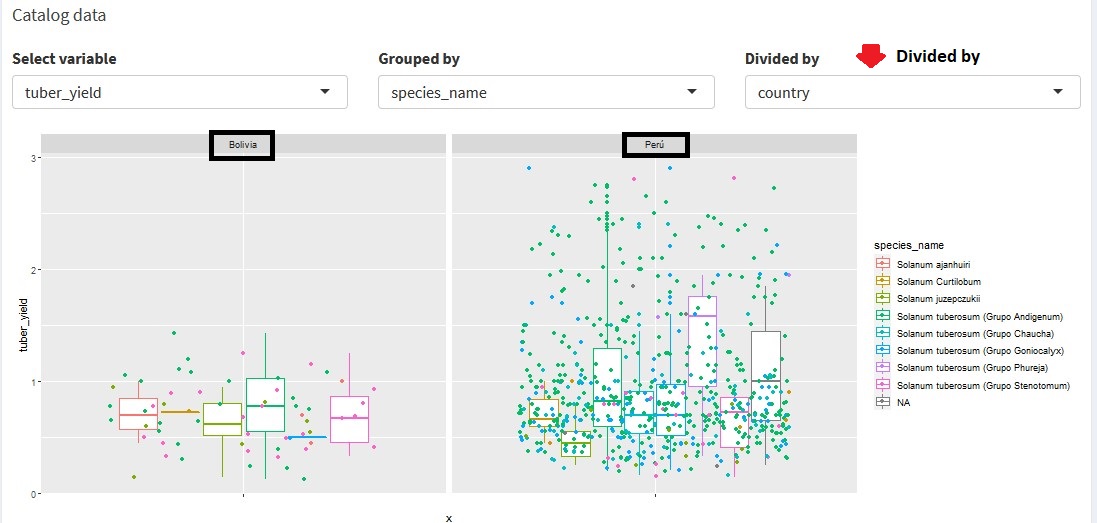 Catalog data
Select variable
Grouped by
Divided by
Divided by
tuber_yield
species_name
country
Bolivia
Perú
3
2
1
0
tuber_yield
x
species_name
Solanum ajanhuiri
Solanum Curtilobum
Solanum juzepczukii
Solanum tuberosum (Grupo Andigenum)
Solanum tuberosum (Grupo Chaucha)
Solanum tuberosum (Grupo Goniocalyx)
Solanum tuberosum (Grupo Phureja)
Solanum tuberosum (Grupo Stenotomum)
NA